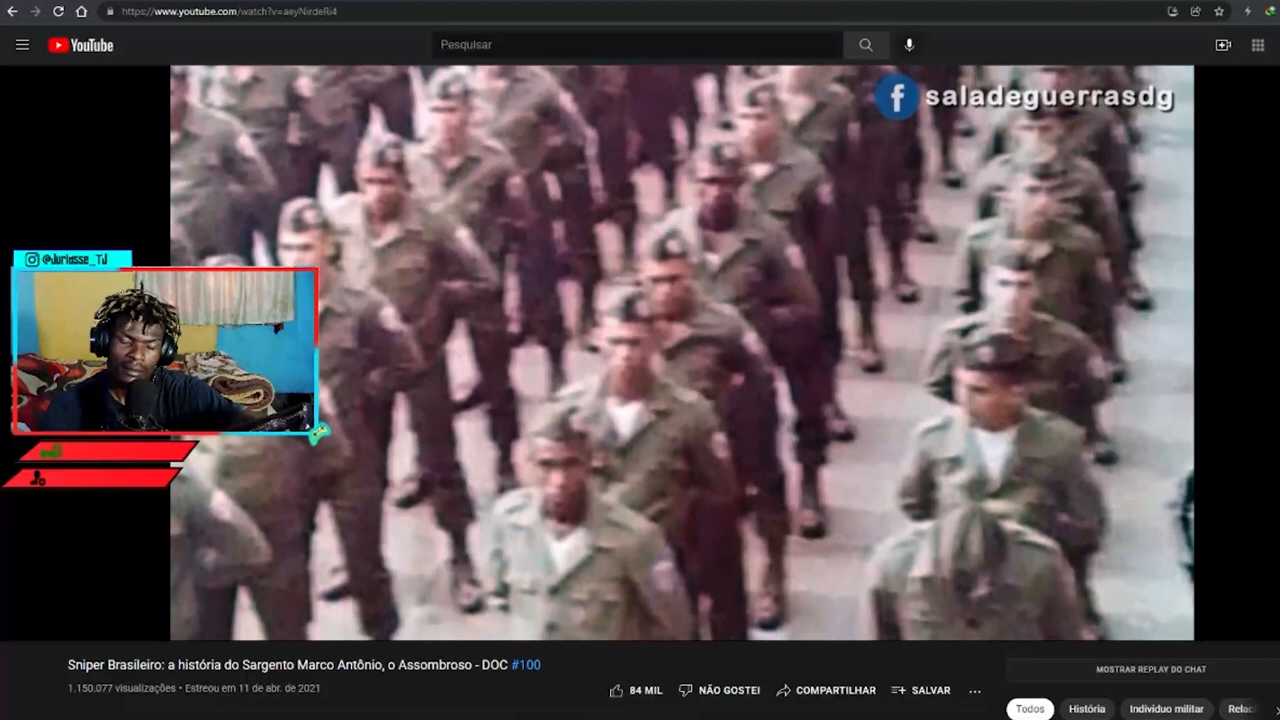 https://www.youtube.com/watch?v=aeyNirdeRi4
YouTube
Pesquisar
f saladeguerrasdg
@Juriosse_TJ
Sniper Brasileiro: a história do Sargento Marco Antônio, o Assombroso - DOC #100
1.150.077 visualizações • Estreou em 11 de abr. de 2021
84 MIL
NÃO GOSTEI
COMPARTILHAR
SALVAR
MOSTRAR REPLAY DO CHAT
Todos
História
Indivíduo militar